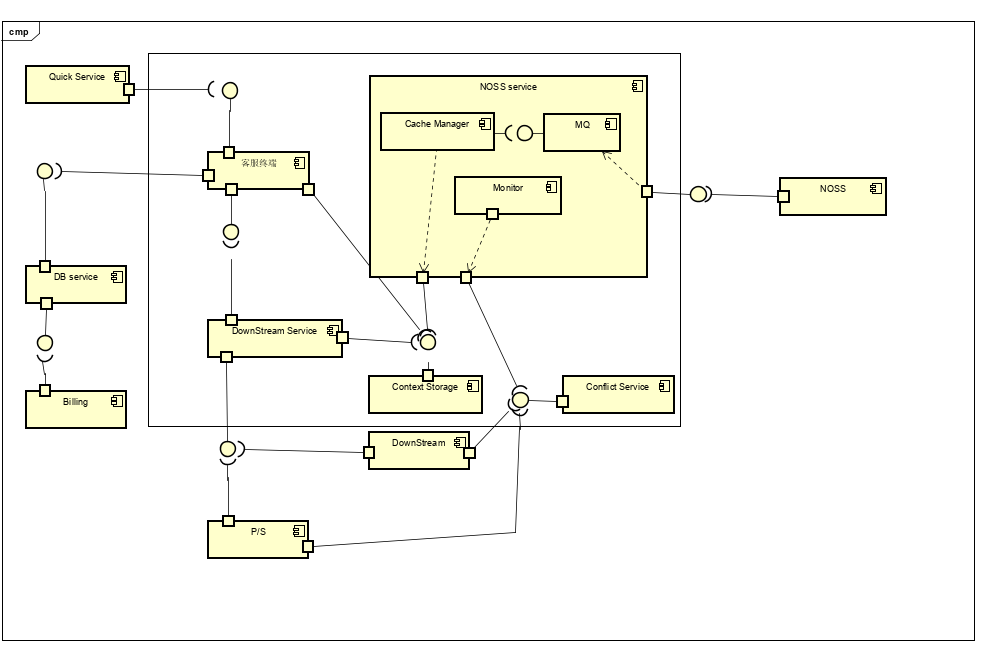 cmp
Quick Service
NOSS service
Cache Manager
MQ
客服终端
Monitor
NOSS
DB service
DownStream Service
Context Storage
Conflict Service
Billing
DownStream
P/S